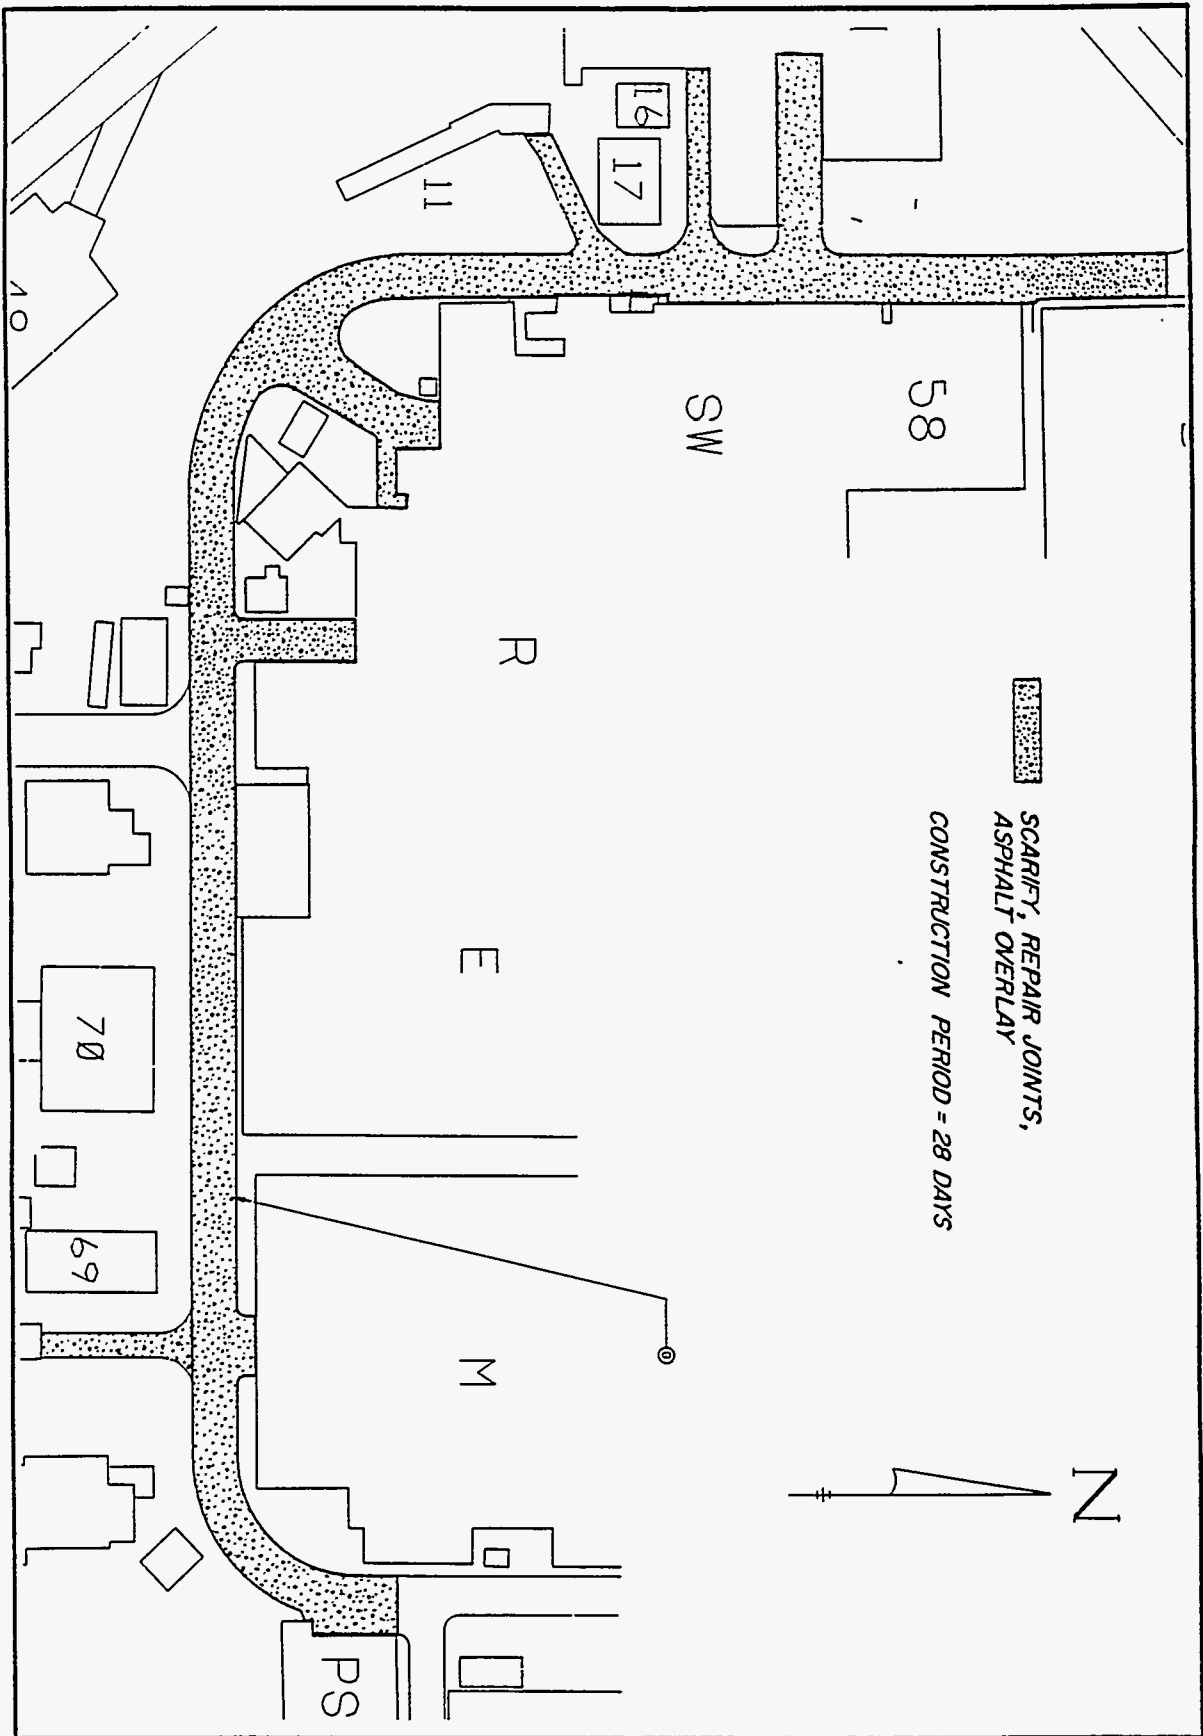 N
SCARIFY, REPAIR JOINTS,
ASPHALT OVERLAY
CONSTRUCTION PERIOD = 28 DAYS
58
SW
16
17
R
E
M
11
PS
70
69